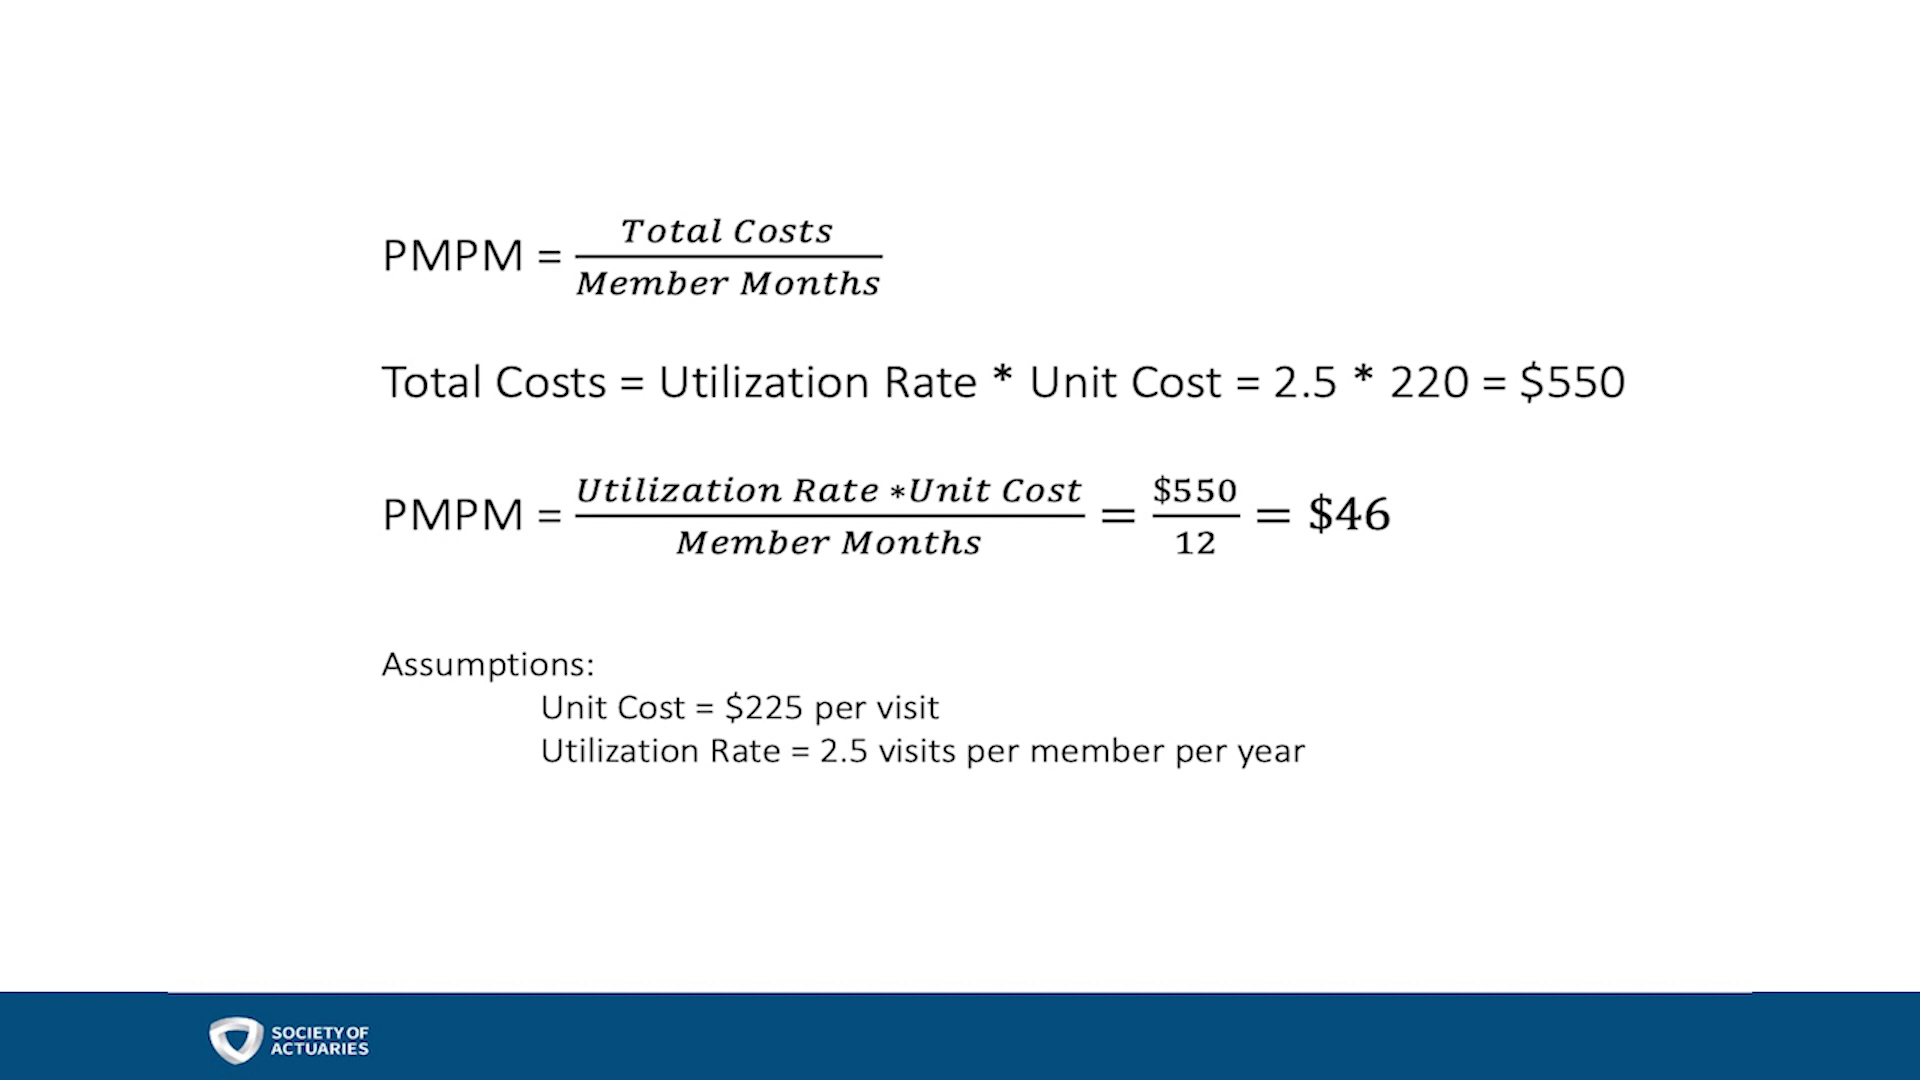 PMPM = Total Costs / Member Months
Total Costs = Utilization Rate * Unit Cost = 2.5 * 220 = $550
PMPM = Utilization Rate *Unit Cost / Member Months = $550 / 12 = $46
Assumptions:
Unit Cost = $225 per visit
Utilization Rate = 2.5 visits per member per year
SOCIETY OF
ACTUARIES